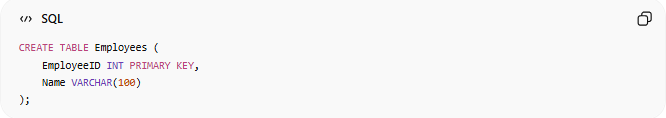 SQL
CREATE TABLE Employees (
    EmployeeID INT PRIMARY KEY,
    Name VARCHAR(100)
);